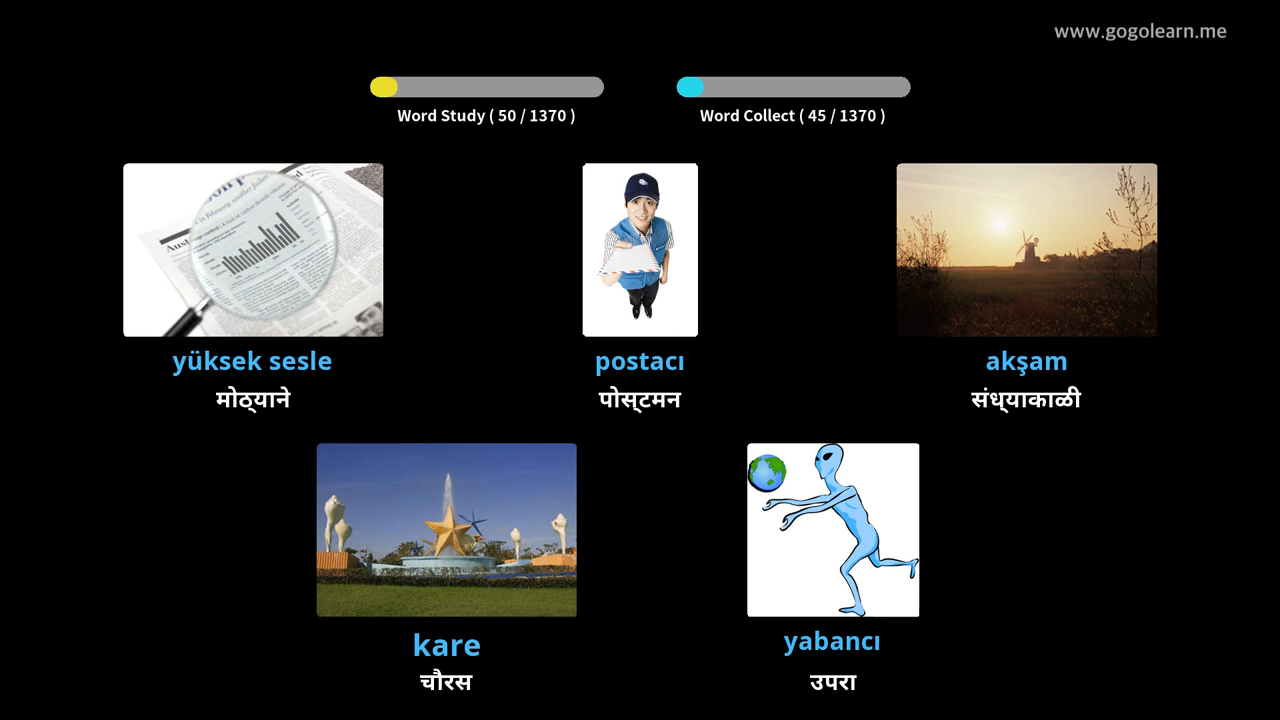 www.gogolearn.me
Word Study ( 50 / 1370 )
Word Collect ( 45 / 1370 )
yüksek sesle
postacı
akşam
मोठ्याने
पोस्टमन
संध्याकाळी
kare
yabancı
चौरस
उपरा